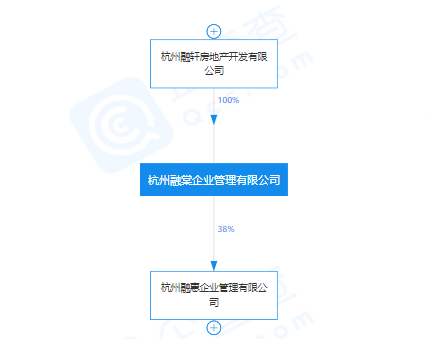 杭州融轩房地产开发有限
公司
100%
杭州融棠企业管理有限公司
38%
杭州融惠企业管理有限公
司